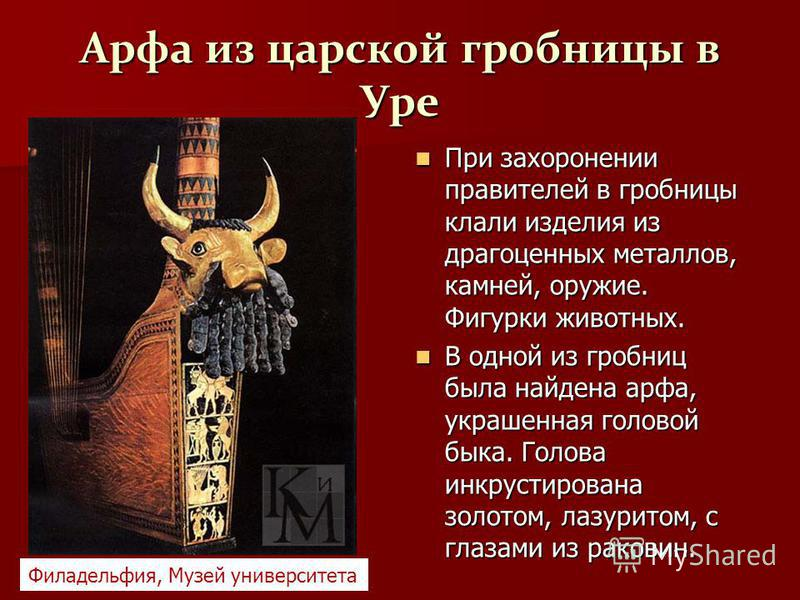 Арфа из царской гробницы в
Уре
При захоронении
правителей в гробницы
клали изделия из
драгоценных металлов,
камней, оружие.
Фигурки животных.
В одной из гробниц
была найдена арфа,
украшенная головой
быка. Голова
инкрустирована
золотом, лазуритом, с
глазами из раковин.
MyShared
К и М
Филадельфия, Музей университета